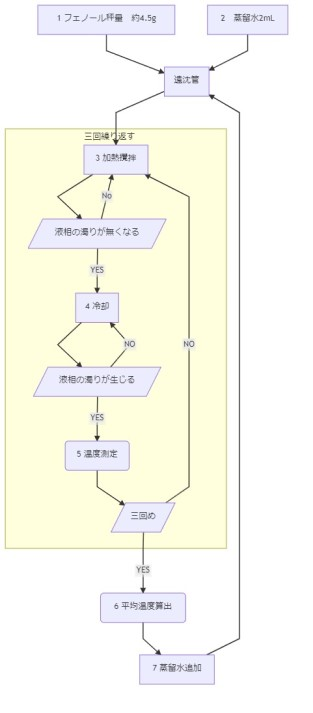 1 フェノール秤量　約4.5g
2　蒸留水2mL
遠沈管
三回繰り返す
3 加熱攪拌
No
液相の濁りが無くなる
YES
4 冷却
NO
NO
液相の濁りが生じる
YES
5 温度測定
三回め
YES
6 平均温度算出
7 蒸留水追加